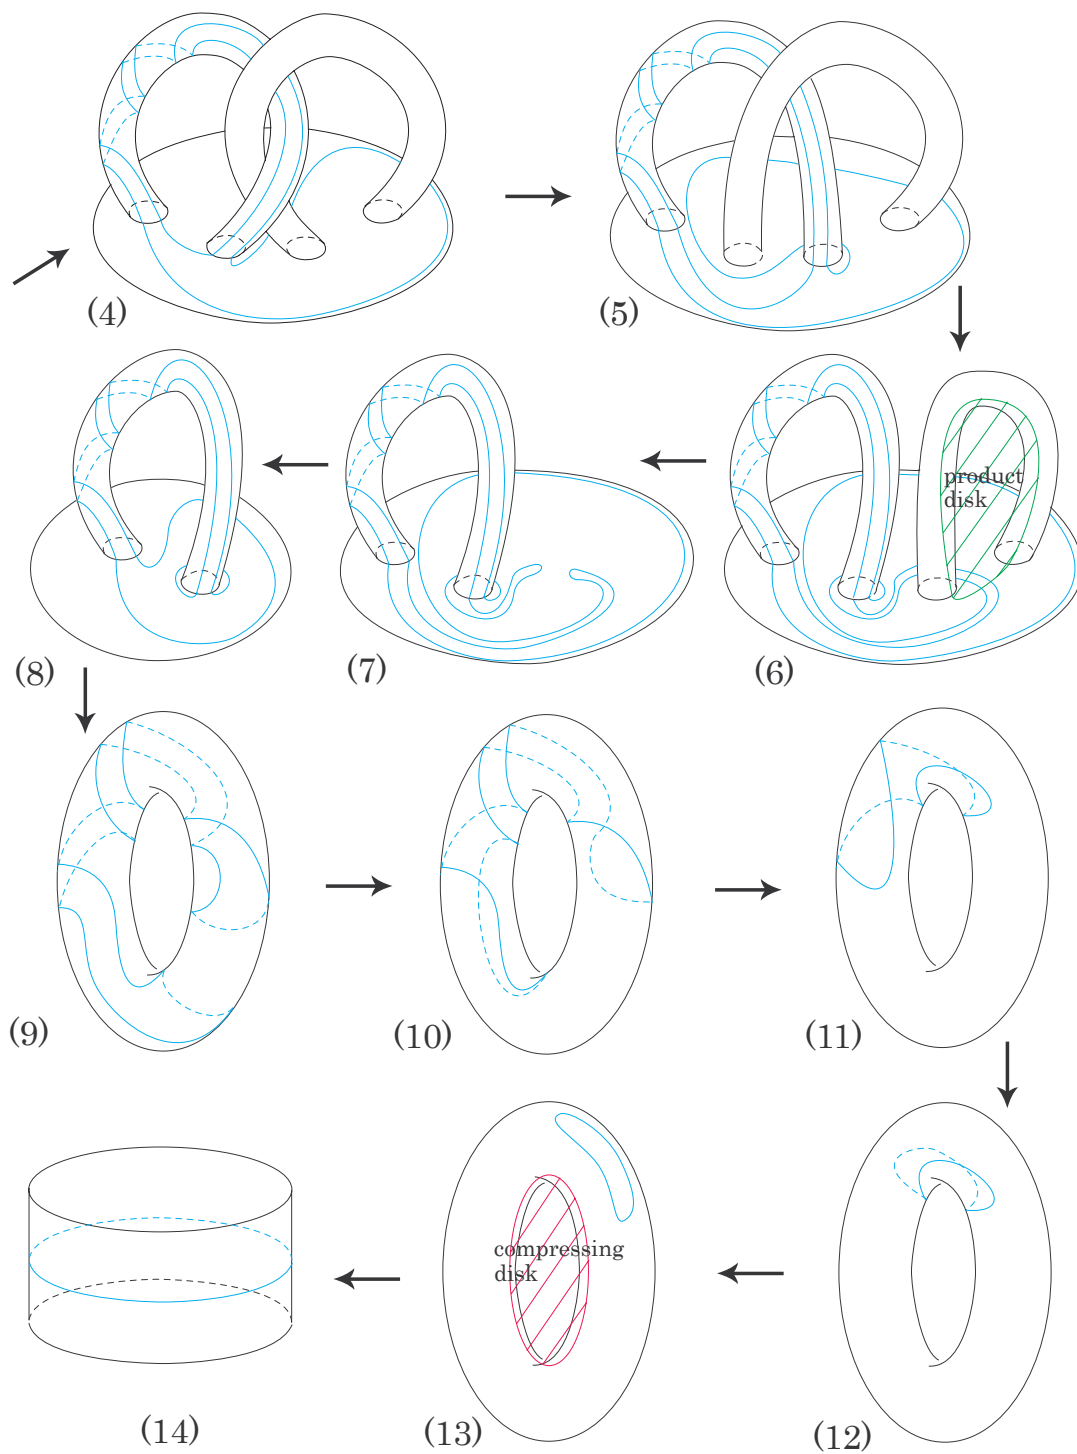 (4)
(5)
product
disk
(8)
(7)
(6)
(9)
(10)
(11)
compressing
disk
(14)
(13)
(12)